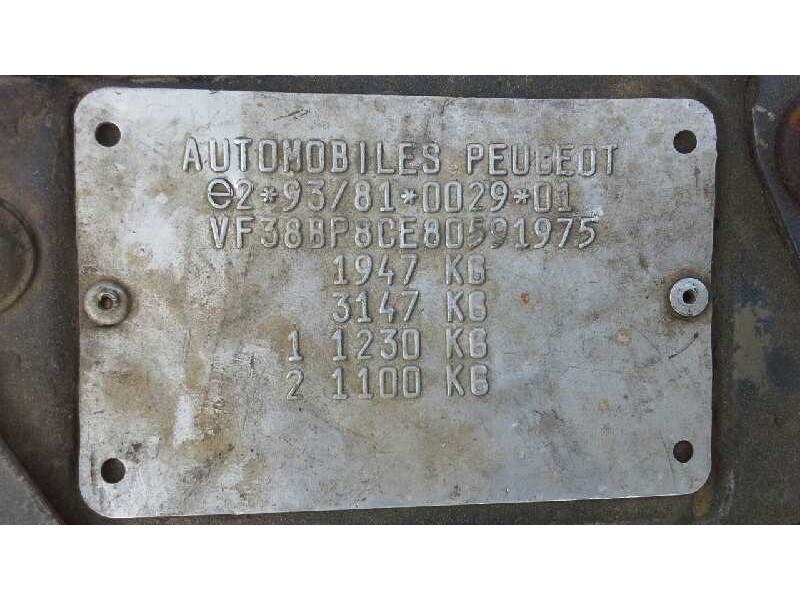 AUTOMOBILES PEUGEOT
e2*93/81*0029*01
VF38BP8CE80591975
1947 KG
3147 KG
1 1230 KG
2 1100 KG